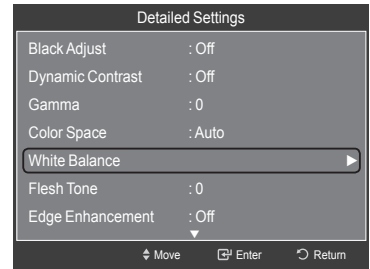 Detailed Settings
Black Adjust : Off
Dynamic Contrast : Off
Gamma : 0
Color Space : Auto
White Balance
Flesh Tone : 0
Edge Enhancement : Off
Move Enter Return